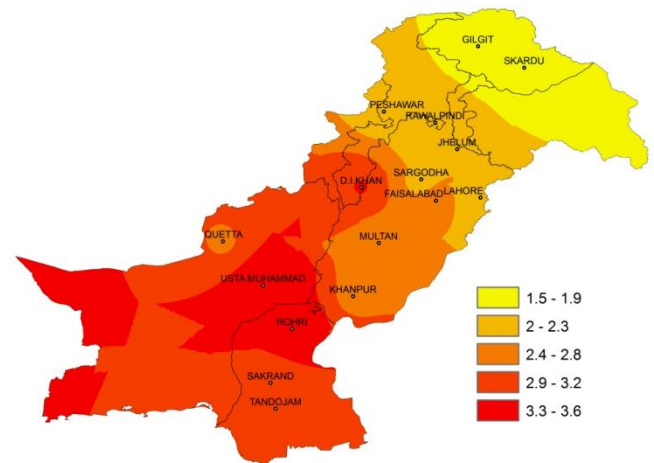 GILGIT
SKARDU
PESHAWAR
RAWALPINDI
JHELUM
SARGODHA
D.I.KHAN
FAISALABAD
LAHORE
QUETTA
MULTAN
USTA MUHAMMAD
KHANPUR
ROHRI
SAKRAND
TANDOJAM
1.5 - 1.9
2 - 2.3
2.4 - 2.8
2.9 - 3.2
3.3 - 3.6